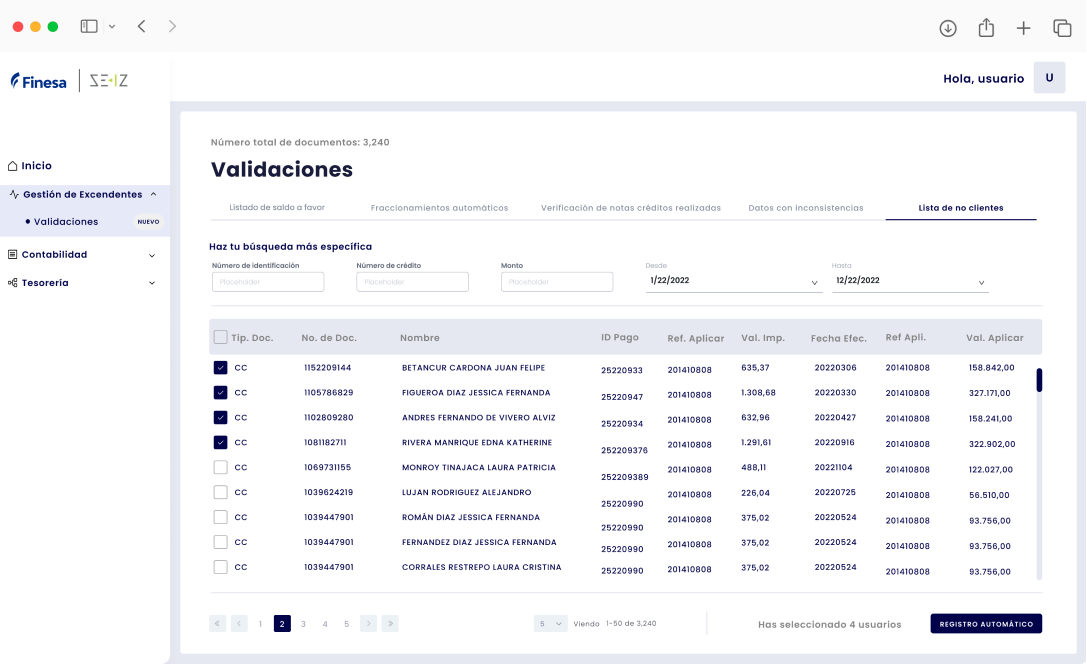 Finesa
Hola, usuario
U
Inicio
Gestión de Excendentes
Validaciones
NUEVO
Contabilidad
Tesorería
Número total de documentos: 3,240
Validaciones
Listado de saldo a favor Fraccionamientos automáticos Verificación de notas créditos realizadas Datos con inconsistencias Lista de no clientes
Haz tu búsqueda más específica
Número de identificación Número de crédito Monto Desde Hasta
Placeholder Placeholder Placeholder 1/22/2022 12/22/2022
Tip. Doc. No. de Doc. Nombre ID Pago Ref. Aplicar Val. Imp. Fecha Efec. Ref Apli. Val. Aplicar
CC 1152209144 BETANCUR CARDONA JUAN FELIPE 25220933 201410808 635,37 20220306 201410808 158.842,00
CC 1105786829 FIGUEROA DIAZ JESSICA FERNANDA 25220947 201410808 1.308,68 20220330 201410808 327.171,00
CC 1102809280 ANDRES FERNANDO DE VIVERO ALVIZ 25220934 201410808 632,96 20220427 201410808 158.241,00
CC 1081182711 RIVERA MANRIQUE EDNA KATHERINE 252209376 201410808 1.291,61 20220916 201410808 322.902,00
CC 1069731155 MONROY TINAJACA LAURA PATRICIA 252209389 201410808 488,11 20221104 201410808 122.027,00
CC 1039624219 LUJAN RODRIGUEZ ALEJANDRO 25220990 201410808 226,04 20220725 201410808 56.510,00
CC 1039447901 ROMÁN DIAZ JESSICA FERNANDA 25220990 201410808 375,02 20220524 201410808 93.756,00
CC 1039447901 FERNANDEZ DIAZ JESSICA FERNANDA 25220990 201410808 375,02 20220524 201410808 93.756,00
CC 1039447901 CORRALES RESTREPO LAURA CRISTINA 25220990 201410808 375,02 20220524 201410808 93.756,00
« < 1 2 3 4 5 > » 5 Viendo 1-50 de 3,240 Has seleccionado 4 usuarios REGISTRO AUTOMÁTICO